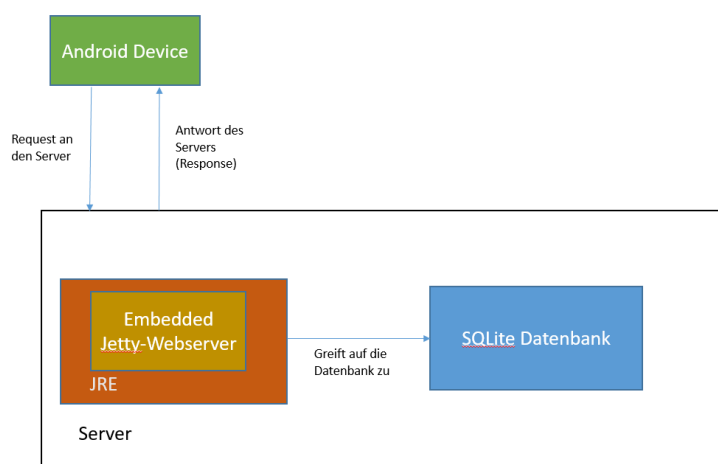 Android Device
Request an
den Server
Antwort des
Servers
(Response)
Embedded
Jetty-Webserver
JRE
Greift auf die
Datenbank zu
SQLite Datenbank
Server